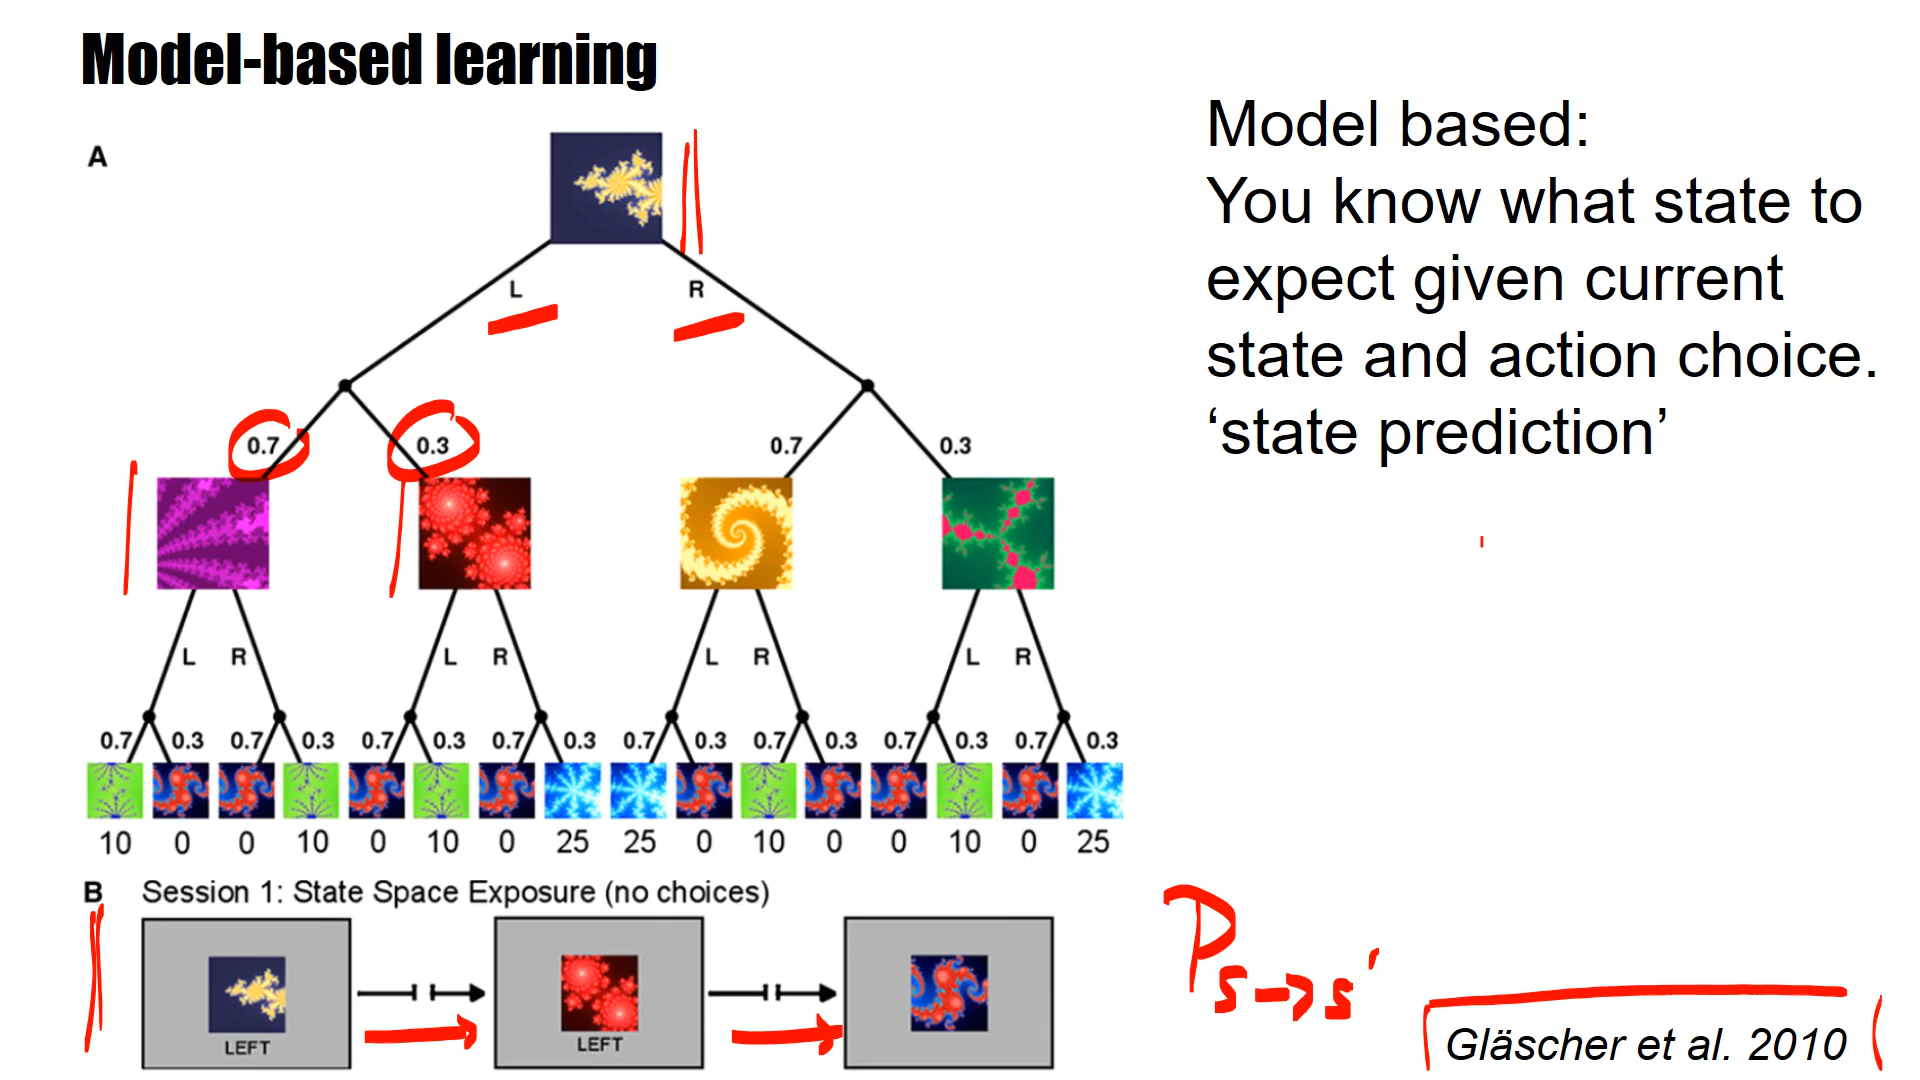 Model-based learning
A
Model based:
You know what state to
expect given current
state and action choice.
‘state prediction’
L R
0.7 0.3 0.7 0.3
L R L R L R L R
0.7 0.3 0.7 0.3 0.7 0.3 0.7 0.3 0.7 0.3 0.7 0.3 0.7 0.3 0.7 0.3
10 0 0 10 0 10 0 25 25 0 10 0 0 10 0 25
B Session 1: State Space Exposure (no choices)
LEFT LEFT
P s→s'
Gläscher et al. 2010